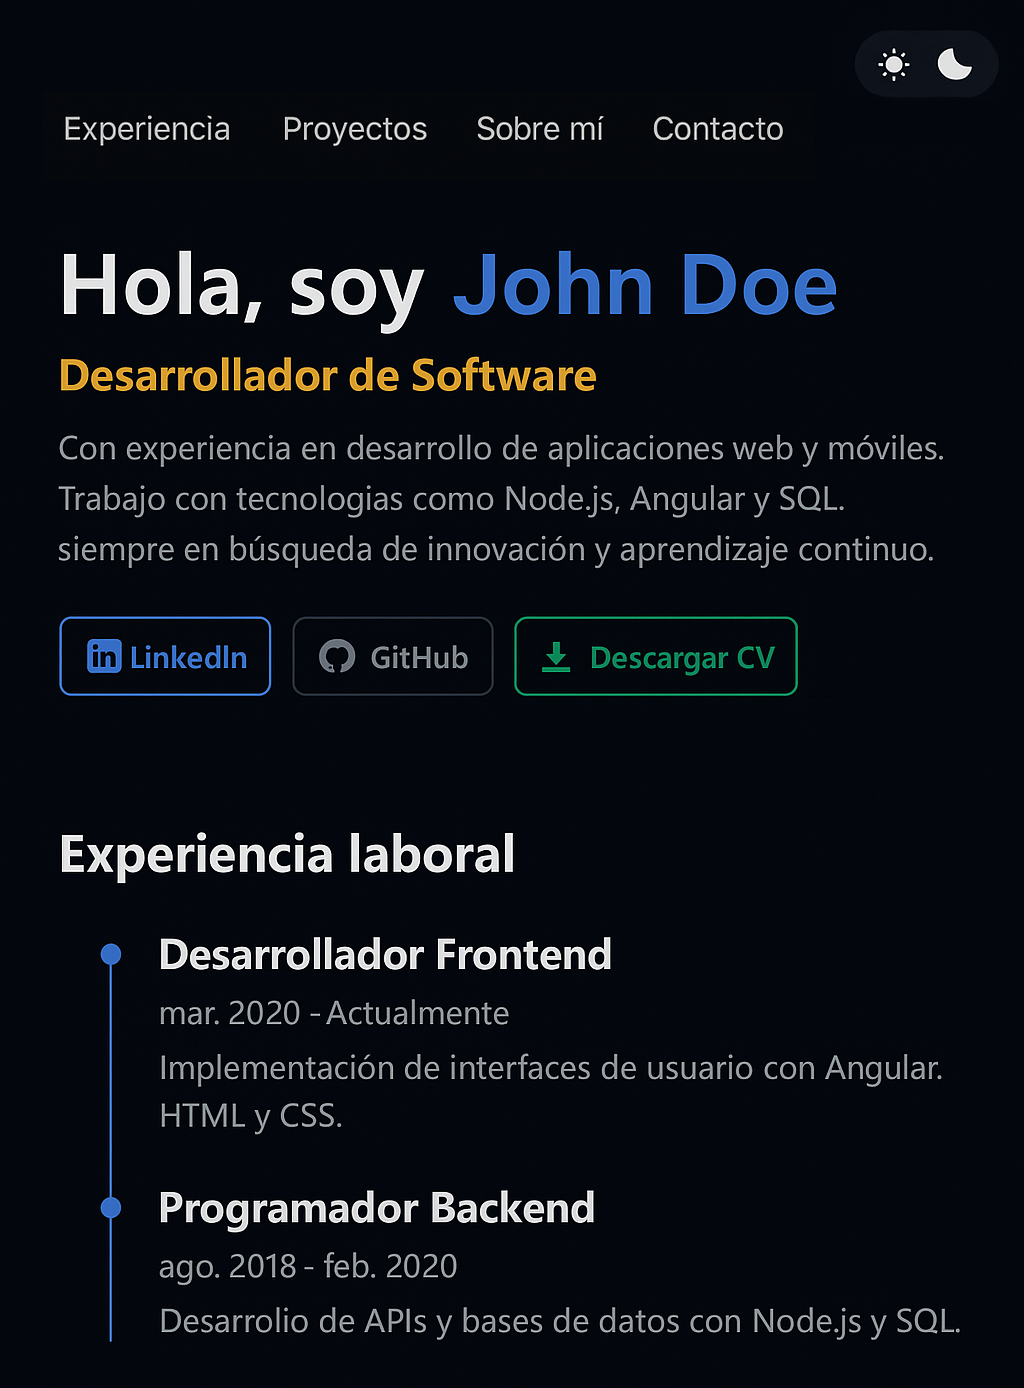 Experiencìa Proyectos Sobre mí Contacto
Hola, soy John Doe
Desarrollador de Software
Con experiencia en desarrollo de aplicaciones web y móviles.
Trabajo con tecnologias como Node.js, Angular y SQL.
siempre en búsqueda de innovación y aprendizaje continuo.
in LinkedIn GitHub Descargar CV
Experiencia laboral
Desarrollador Frontend
mar. 2020 - Actualmente
Implementación de interfaces de usuario con Angular.
HTML y CSS.
Programador Backend
ago. 2018 - feb. 2020
Desarrolio de APIs y bases de datos con Node.js y SQL.